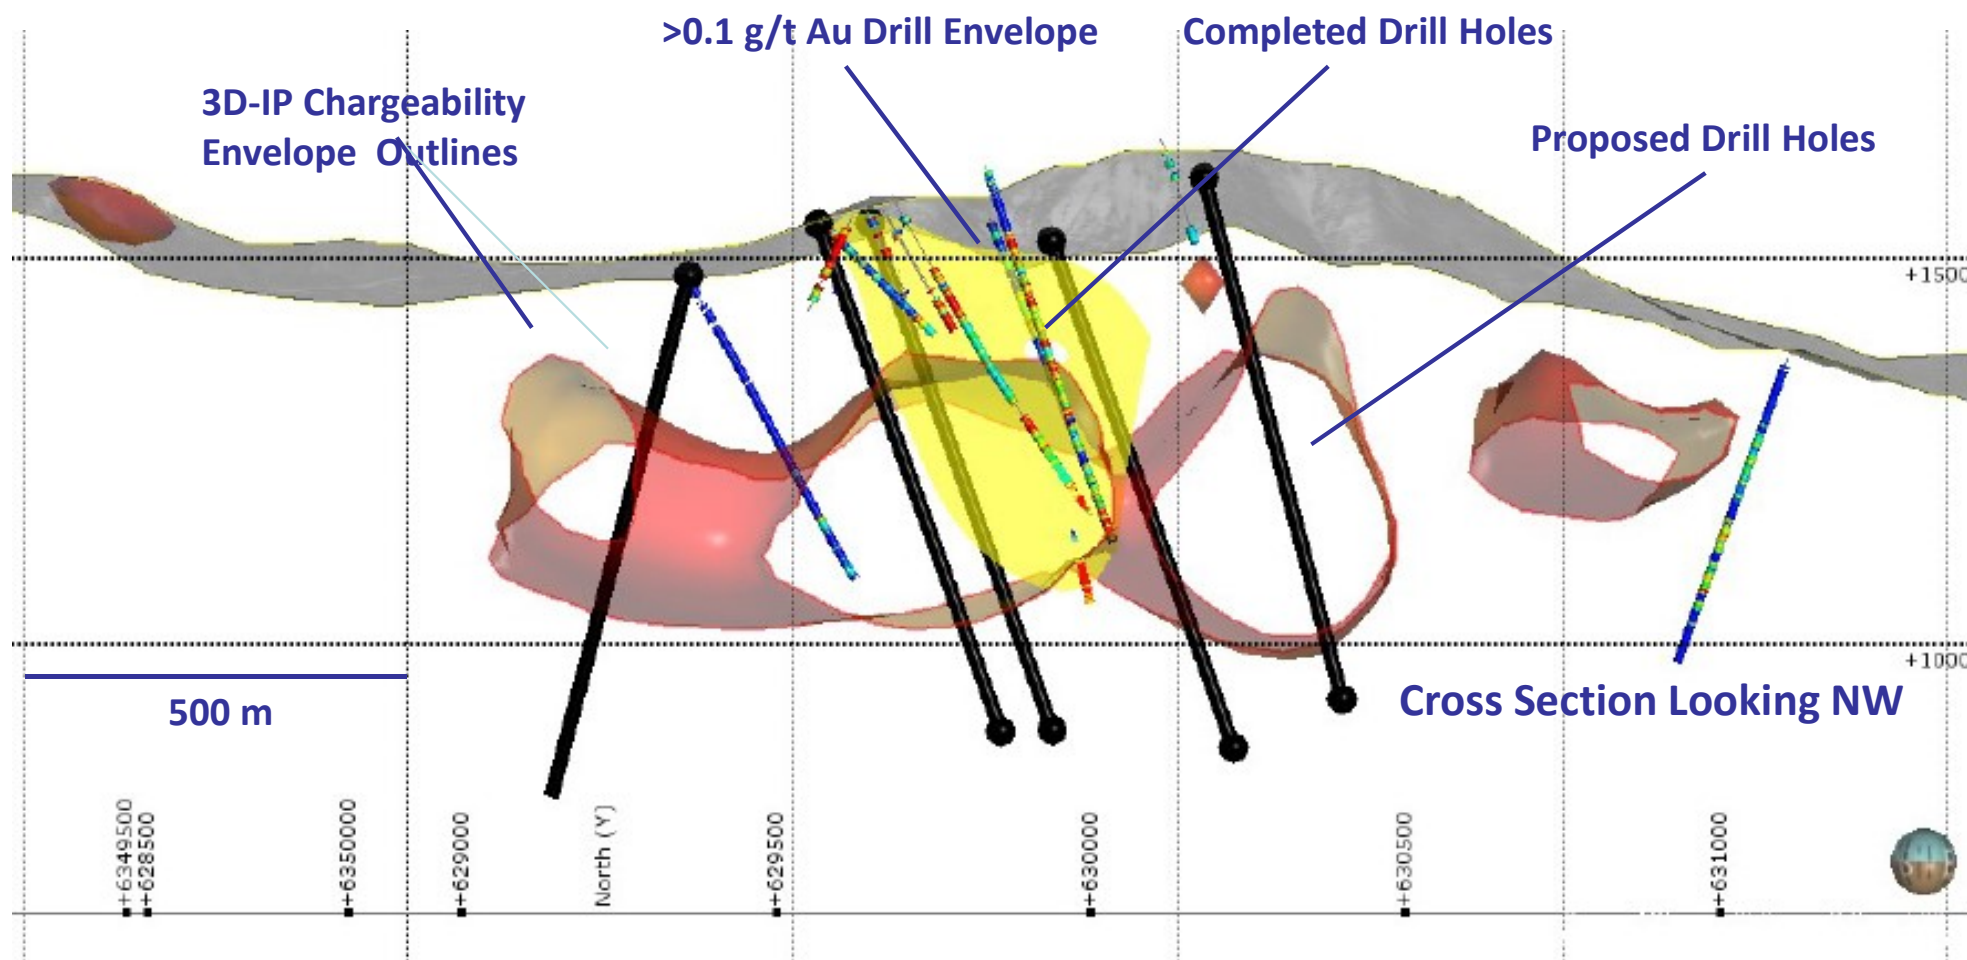 >0.1 g/t Au Drill Envelope
Completed Drill Holes
3D-IP Chargeability
Envelope Outlines
Proposed Drill Holes
+1500
+1000
500 m
Cross Section Looking NW
+6349500
+628500
+6350000
+629000
North (Y)
+629500
+630000
+630500
+631000